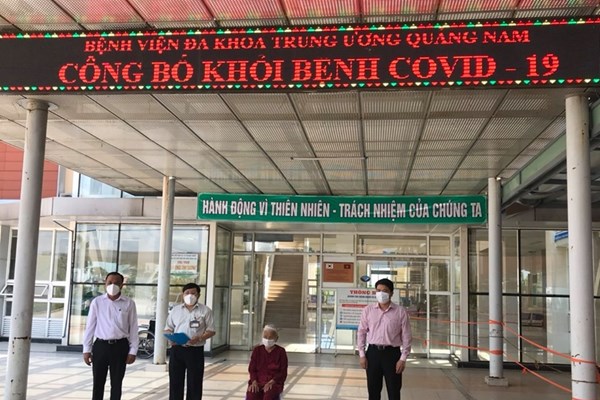 BỆNH VIỆN ĐA KHOA TRUNG ƯƠNG QUẢNG NAM
CÔNG BỐ KHỎI BỆNH COVID - 19
HÀNH ĐỘNG VÌ THIÊN NHIÊN - TRÁCH NHIỆM CỦA CHÚNG TA